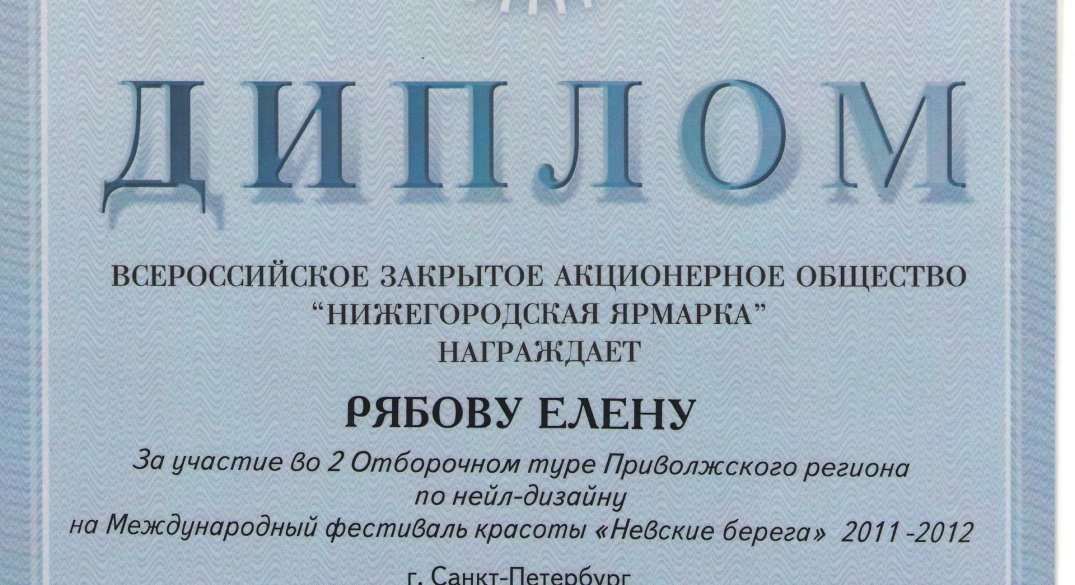 ДИПЛОМ
ВСЕРОССИЙСКОЕ ЗАКРЫТОЕ АКЦИОНЕРНОЕ ОБЩЕСТВО
“НИЖЕГОРОДСКАЯ ЯРМАРКА”
НАГРАЖДАЕТ
РЯБОВУ ЕЛЕНУ
За участие во 2 Отборочном туре Приволжского региона
по нейл-дизайну
на Международный фестиваль красоты «Невские берега» 2011 -2012
г. Санкт-Петербург